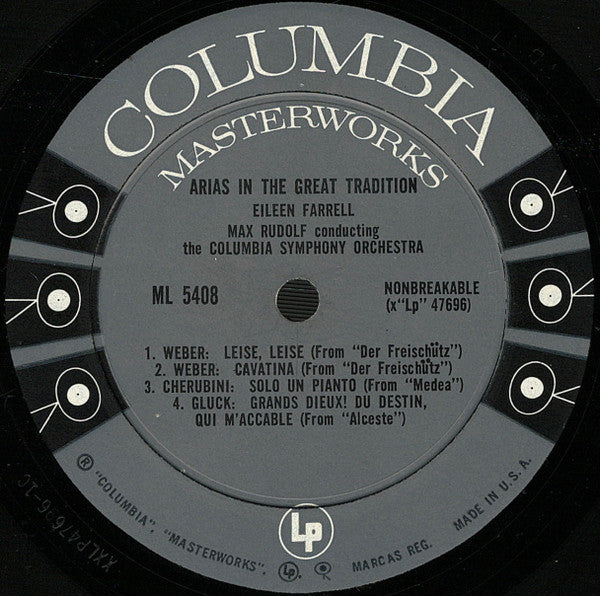 COLUMBIA
MASTERWORKS
ARIAS IN THE GREAT TRADITION
EILEEN FARRELL
MAX RUDOLF conducting
the COLUMBIA SYMPHONY ORCHESTRA
ML 5408
NONBREAKABLE
(x"Lp" 47696)
1. WEBER: LEISE, LEISE (From "Der Freischütz")
2. WEBER: CAVATINA (From "Der Freischütz")
3. CHERUBINI: SOLO UN PIANTO (From "Medea")
4. GLUCK: GRANDS DIEUX! DU DESTIN,
QUI M'ACCABLE (From "Alceste")
Lp
® "COLUMBIA", "MASTERWORKS", Lp, MARCAS REG. MADE IN U.S.A.
XXLP47696-1C